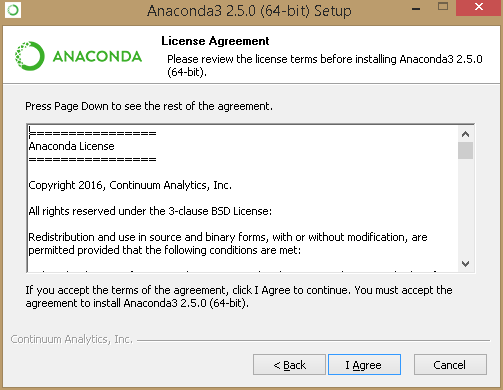 Anaconda3 2.5.0 (64-bit) Setup
ANACONDA
License Agreement
Please review the license terms before installing Anaconda3 2.5.0
(64-bit).
Press Page Down to see the rest of the agreement.
================
Anaconda License
================
Copyright 2016, Continuum Analytics, Inc.
All rights reserved under the 3-clause BSD License:
Redistribution and use in source and binary forms, with or without modification, are
permitted provided that the following conditions are met:
If you accept the terms of the agreement, click I Agree to continue. You must accept the
agreement to install Anaconda3 2.5.0 (64-bit).
Continuum Analytics, Inc.
< Back
I Agree
Cancel